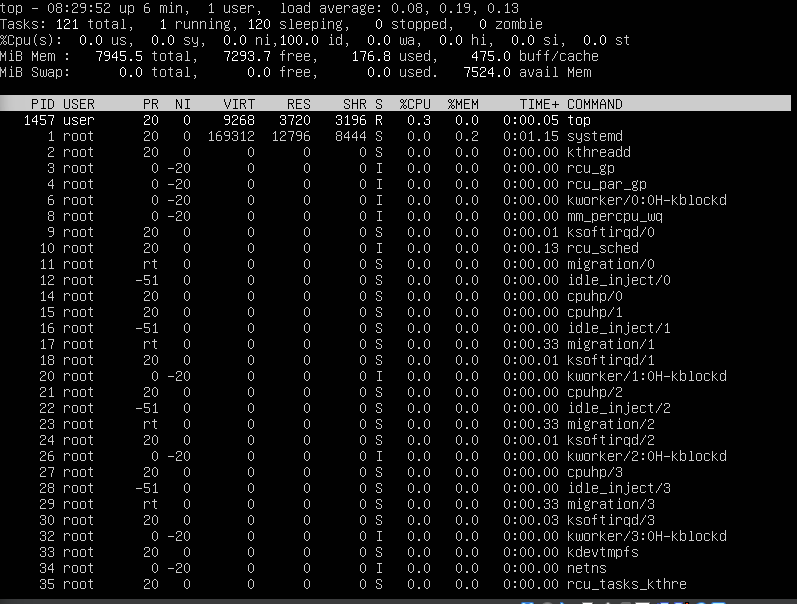 top - 08:29:52 up 6 min,  1 user,  load average: 0.08, 0.19, 0.13
Tasks: 121 total,   1 running, 120 sleeping,   0 stopped,   0 zombie
%Cpu(s):  0.0 us,  0.0 sy,  0.0 ni,100.0 id,  0.0 wa,  0.0 hi,  0.0 si,  0.0 st
MiB Mem :   7945.5 total,   7293.7 free,    176.8 used,    475.0 buff/cache
MiB Swap:      0.0 total,      0.0 free,      0.0 used.   7524.0 avail Mem
PID USER      PR  NI    VIRT    RES    SHR S  %CPU  %MEM     TIME+ COMMAND
1457 user      20   0    9268   3720   3196 R   0.3   0.0   0:00.05 top
1 root      20   0  169312  12796   8444 S   0.0   0.2   0:01.15 systemd
2 root      20   0       0      0      0 S   0.0   0.0   0:00.00 kthreadd
3 root       0 -20       0      0      0 I   0.0   0.0   0:00.00 rcu_gp
4 root       0 -20       0      0      0 I   0.0   0.0   0:00.00 rcu_par_gp
6 root       0 -20       0      0      0 I   0.0   0.0   0:00.00 kworker/0:0H-kblockd
8 root       0 -20       0      0      0 I   0.0   0.0   0:00.00 mm_percpu_wq
9 root      20   0       0      0      0 S   0.0   0.0   0:00.01 ksoftirqd/0
10 root      20   0       0      0      0 I   0.0   0.0   0:00.13 rcu_sched
11 root      rt   0       0      0      0 S   0.0   0.0   0:00.00 migration/0
12 root     -51   0       0      0      0 S   0.0   0.0   0:00.00 idle_inject/0
14 root      20   0       0      0      0 S   0.0   0.0   0:00.00 cpuhp/0
15 root      20   0       0      0      0 S   0.0   0.0   0:00.00 cpuhp/1
16 root     -51   0       0      0      0 S   0.0   0.0   0:00.00 idle_inject/1
17 root      rt   0       0      0      0 S   0.0   0.0   0:00.33 migration/1
18 root      20   0       0      0      0 S   0.0   0.0   0:00.01 ksoftirqd/1
20 root       0 -20       0      0      0 I   0.0   0.0   0:00.00 kworker/1:0H-kblockd
21 root      20   0       0      0      0 S   0.0   0.0   0:00.00 cpuhp/2
22 root     -51   0       0      0      0 S   0.0   0.0   0:00.00 idle_inject/2
23 root      rt   0       0      0      0 S   0.0   0.0   0:00.33 migration/2
24 root      20   0       0      0      0 S   0.0   0.0   0:00.01 ksoftirqd/2
26 root       0 -20       0      0      0 I   0.0   0.0   0:00.00 kworker/2:0H-kblockd
27 root      20   0       0      0      0 S   0.0   0.0   0:00.00 cpuhp/3
28 root     -51   0       0      0      0 S   0.0   0.0   0:00.00 idle_inject/3
29 root      rt   0       0      0      0 S   0.0   0.0   0:00.33 migration/3
30 root      20   0       0      0      0 S   0.0   0.0   0:00.03 ksoftirqd/3
32 root       0 -20       0      0      0 I   0.0   0.0   0:00.00 kworker/3:0H-kblockd
33 root      20   0       0      0      0 S   0.0   0.0   0:00.00 kdevtmpfs
34 root       0 -20       0      0      0 I   0.0   0.0   0:00.00 netns
35 root      20   0       0      0      0 S   0.0   0.0   0:00.00 rcu_tasks_kthre